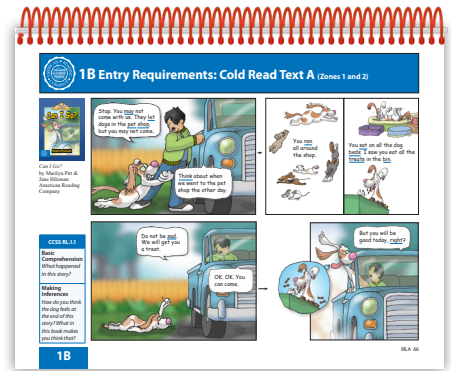 1B Entry Requirements: Cold Read Text A (Zones 1 and 2)
Can I Go?
Can I Go?
by Marilyn Pitt &
Jane Hileman
American Reading
Company
Stop. You may not
come with us. They let
dogs in the pet shop,
but you may not come.
Think about when
we went to the pet
shop the other day.
You ran
all around
the shop.
You eat on all the dog
beds. I saw you eat all the
treats in the bin.
CCSS RL.1.1
Basic
Comprehension
What happened
in this story?
Making
Inferences
How do you think
the dog feels at
the end of this
story? What in
this book makes
you think that?
1B
Do not be sad.
We will get you
a treat.
OK. OK. You
can come.
But you will be
good today, right?
IRLA 66